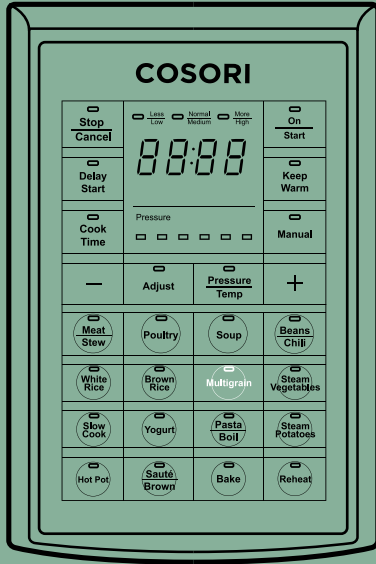 COSORI
Stop
Cancel
Less
Low
Normal
Medium
More
High
On
Start
88:88
Delay
Start
Keep
Warm
Pressure
Cook
Time
Manual
−
Adjust
Pressure
Temp
+
Meat
Stew
Poultry
Soup
Beans
Chili
White
Rice
Brown
Rice
Multigrain
Steam
Vegetables
Slow
Cook
Yogurt
Pasta
Boil
Steam
Potatoes
Hot Pot
Sauté
Brown
Bake
Reheat